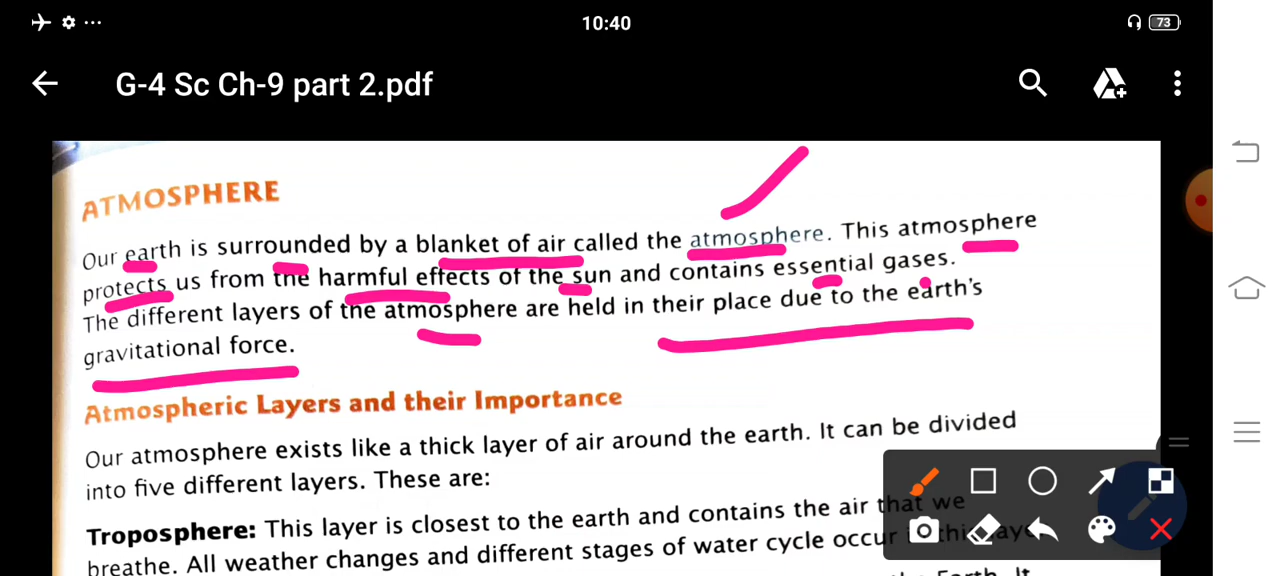 10:40
73
G-4 Sc Ch-9 part 2.pdf
ATMOSPHERE
Our earth is surrounded by a blanket of air called the atmosphere. This atmosphere
protects us from the harmful effects of the sun and contains essential gases.
The different layers of the atmosphere are held in their place due to the earth's
gravitational force.
Atmospheric Layers and their Importance
Our atmosphere exists like a thick layer of air around the earth. It can be divided
into five different layers. These are:
Troposphere: This layer is closest to the earth and contains the air that we
breathe. All weather changes and different stages of water cycle occur